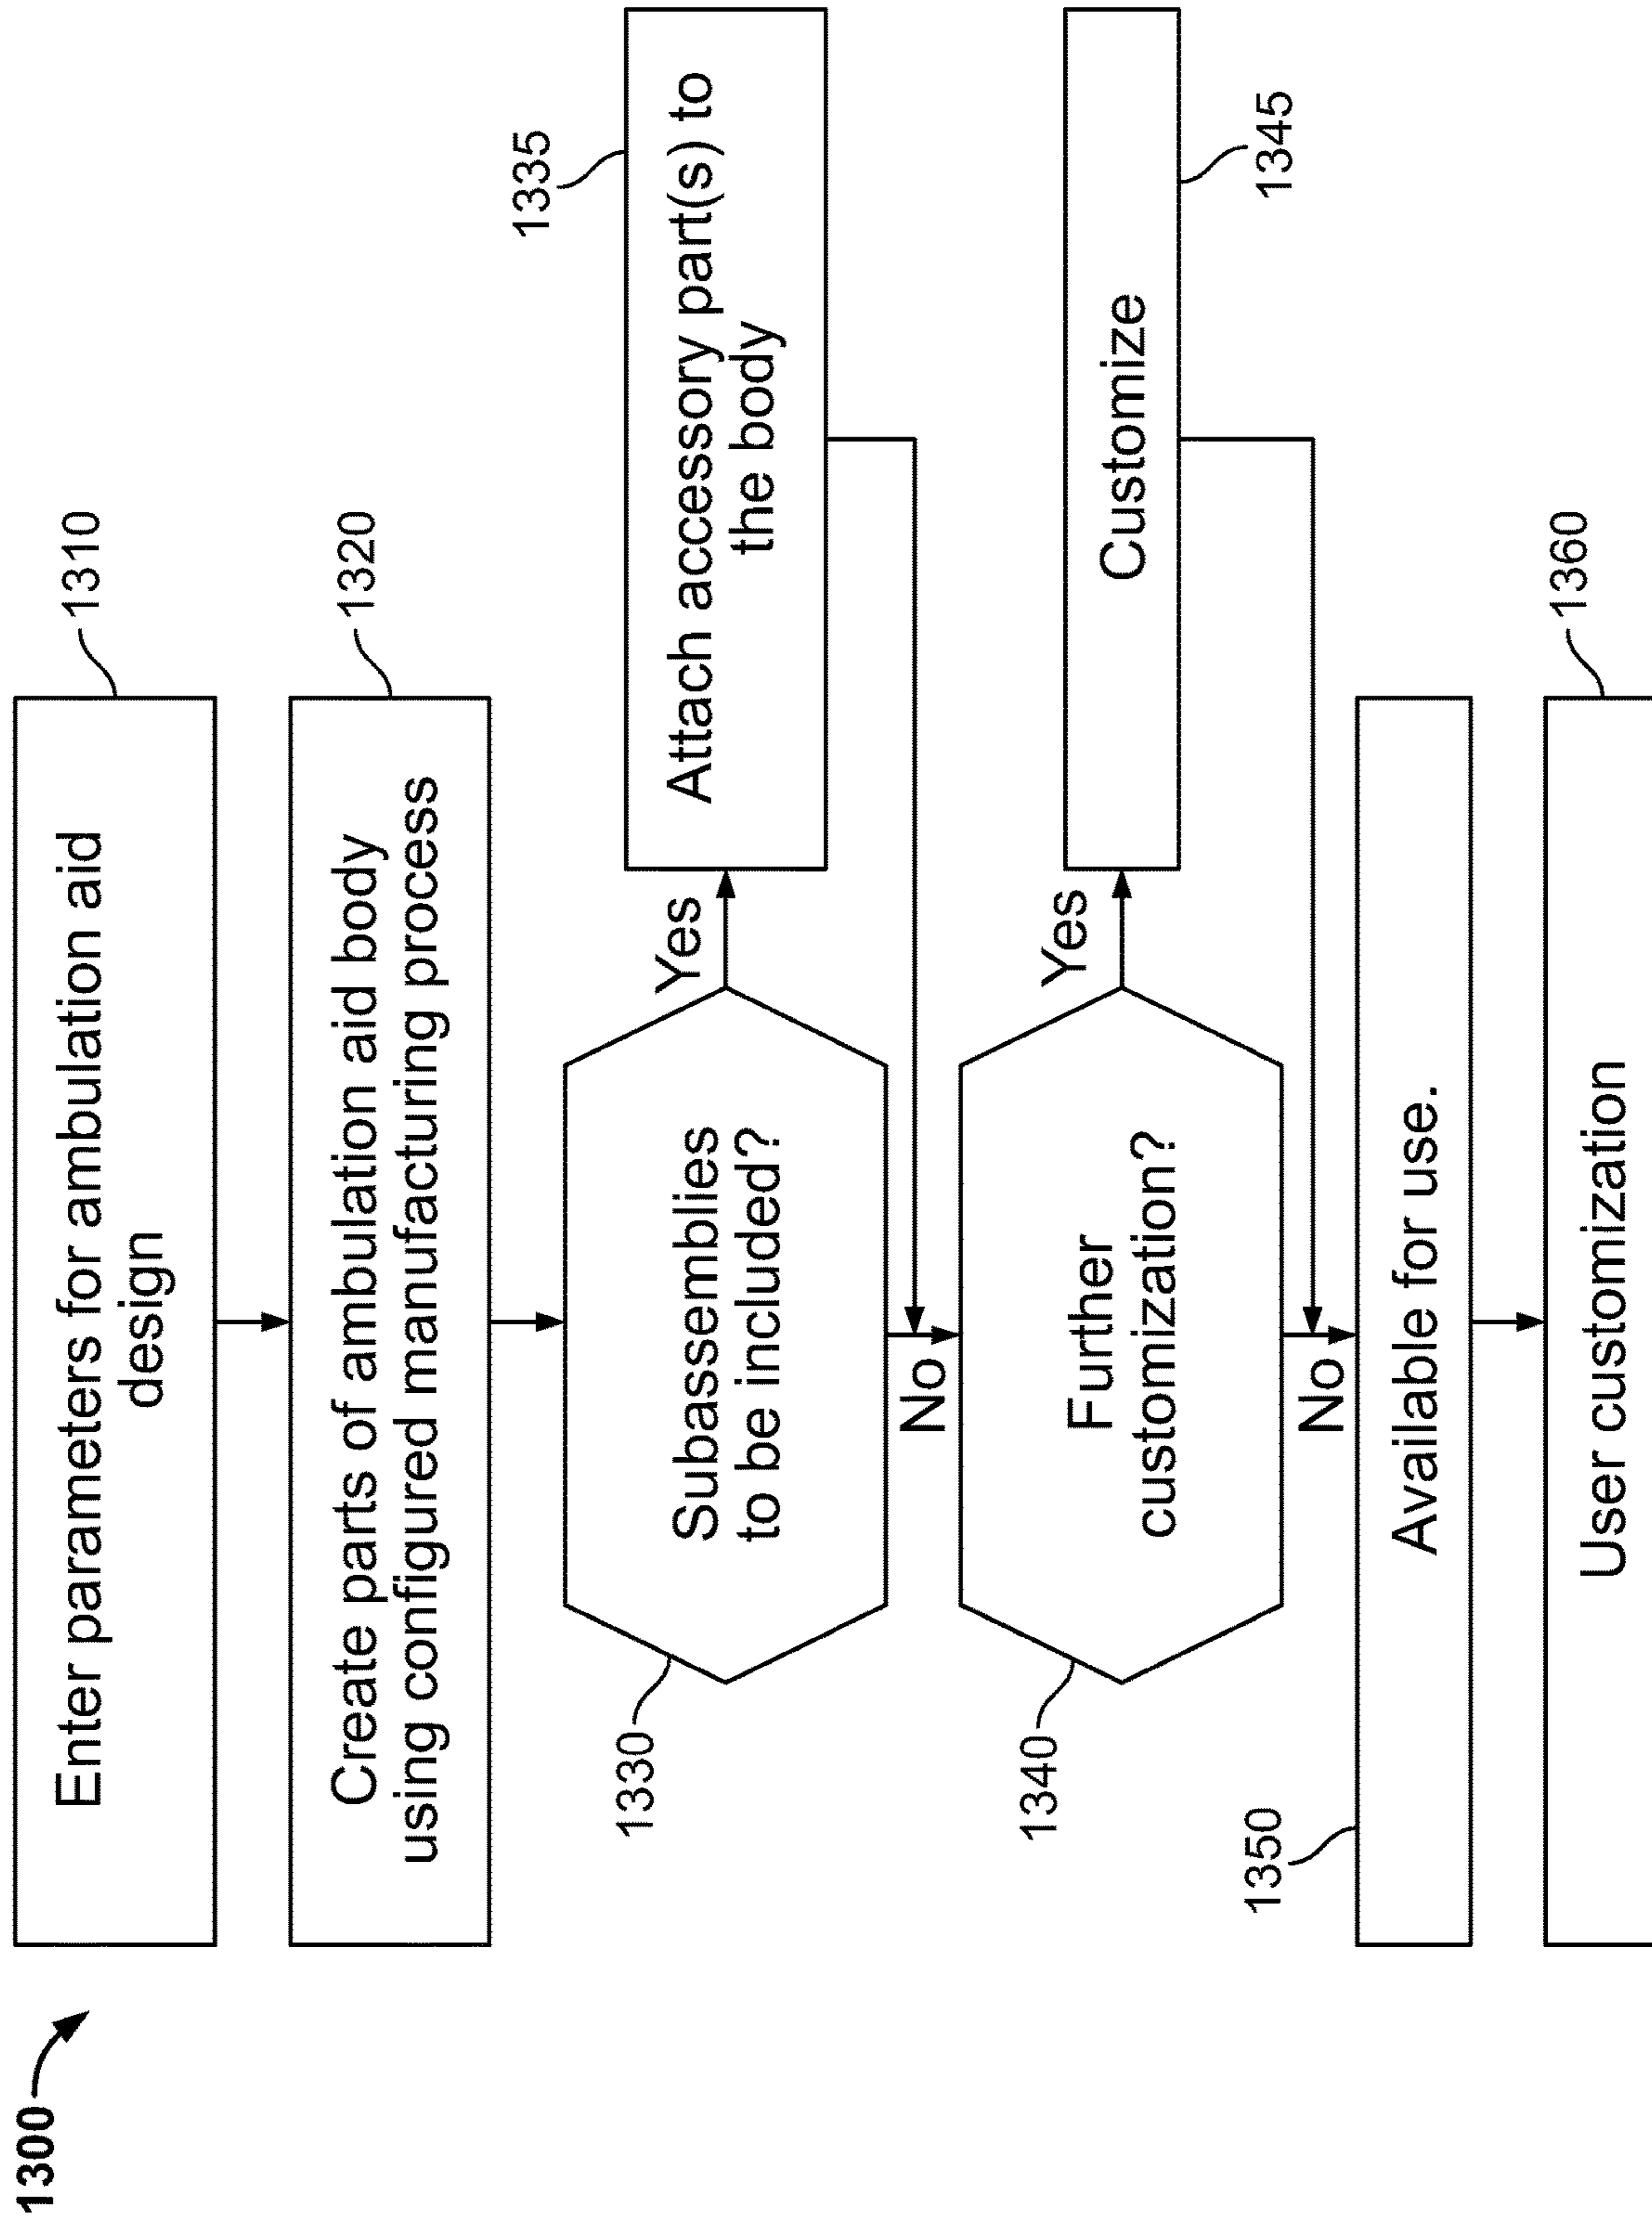 1300
1310
Enter parameters for ambulation aid
design
1320
Create parts of ambulation aid body
using configured manufacturing process
1330
Subassemblies
to be included?
Yes
1335
Attach accessory part(s) to
the body
No
1340
Further
customization?
Yes
1345
Customize
No
1350
Available for use.
1360
User customization